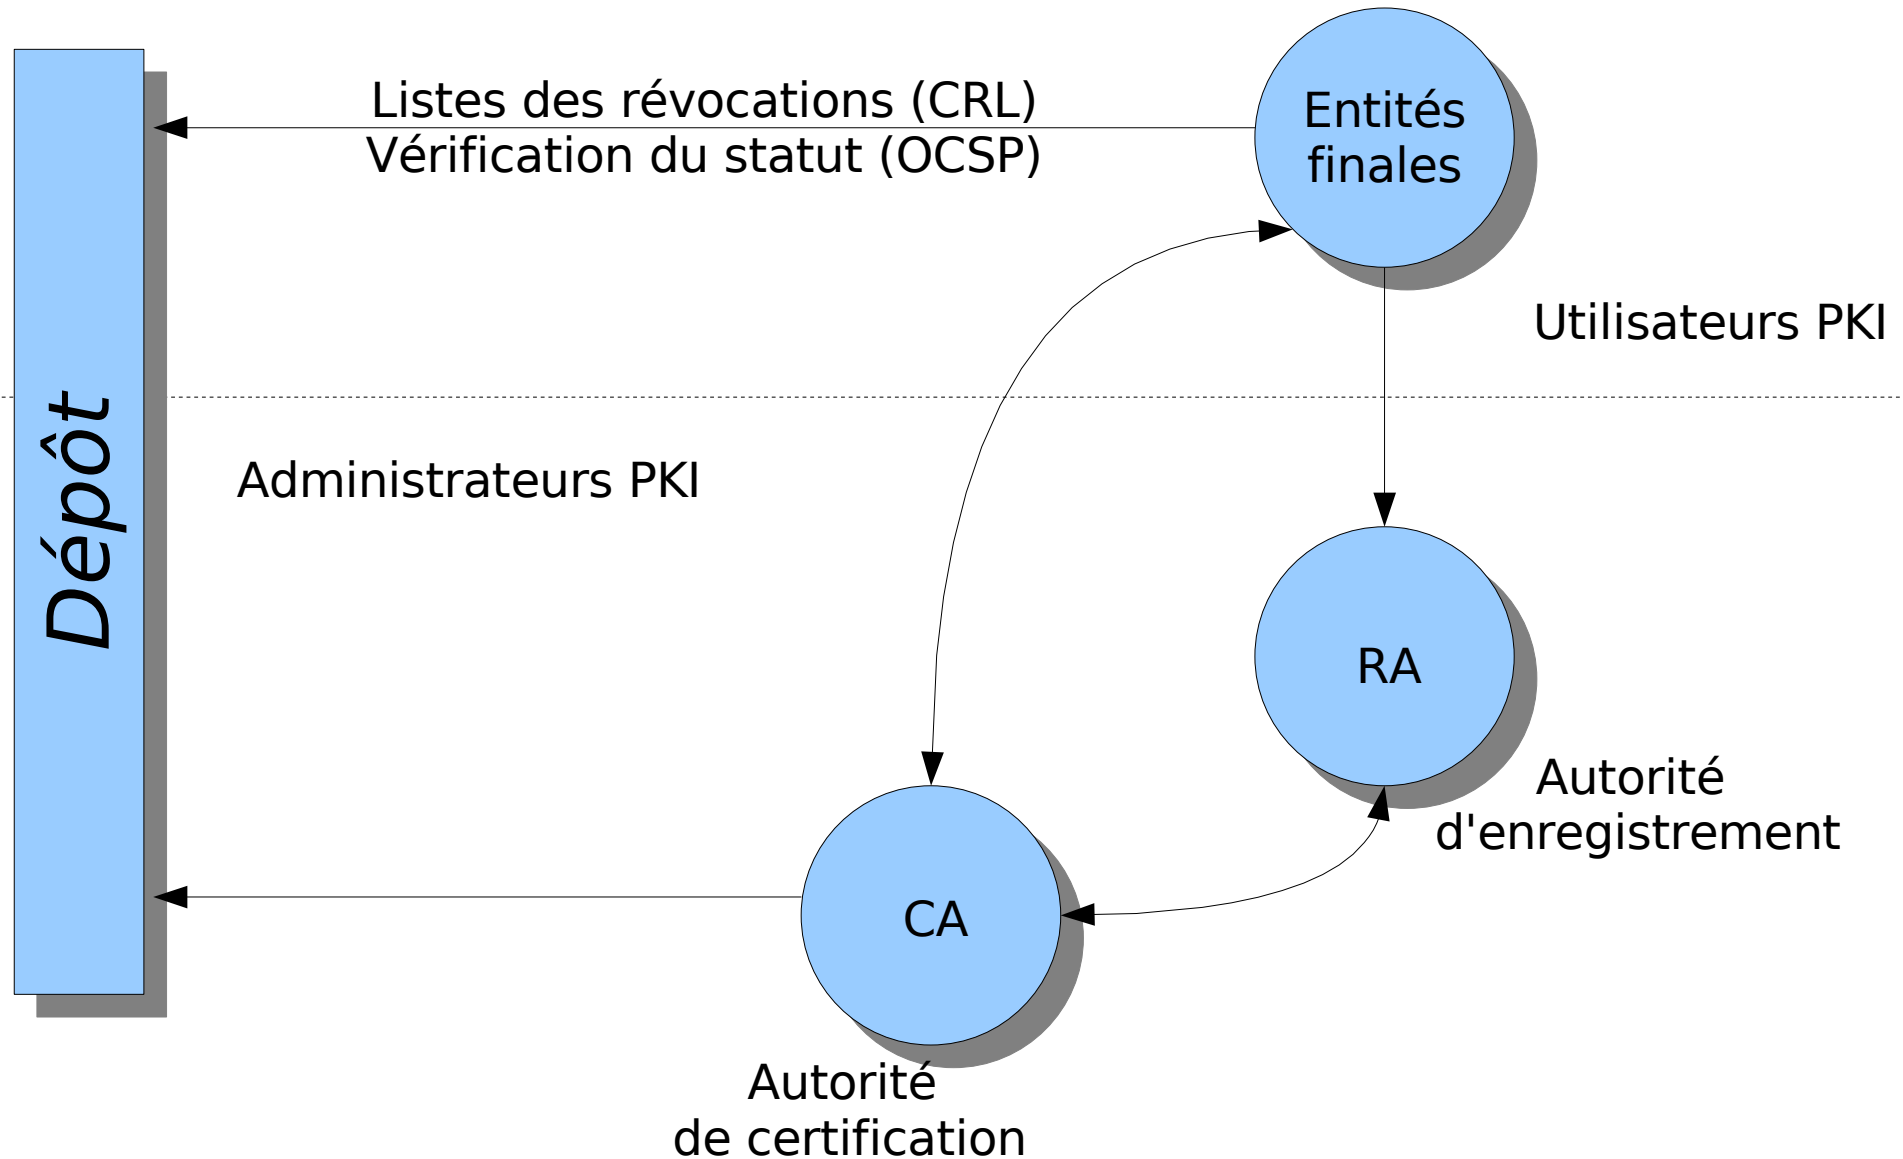 Listes des révocations (CRL)
Vérification du statut (OCSP)
Entités
finales
Utilisateurs PKI
Dépôt
Administrateurs PKI
RA
Autorité
d'enregistrement
CA
Autorité
de certification